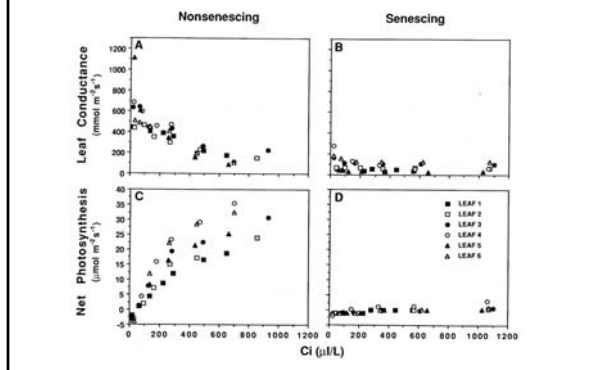 Nonsenescing
Senescing
A
B
Leaf Conductance
(mmol m⁻²s⁻¹)
1200
1000
800
600
400
200
0
C
D
Net Photosynthesis
(μmol m⁻²s⁻¹)
40
35
30
25
20
15
10
5
0
-5
LEAF 1
LEAF 2
LEAF 3
LEAF 4
LEAF 5
LEAF 6
0 200 400 600 800 1000 1200
0 200 400 600 800 1000 1200
Ci (μl/L)